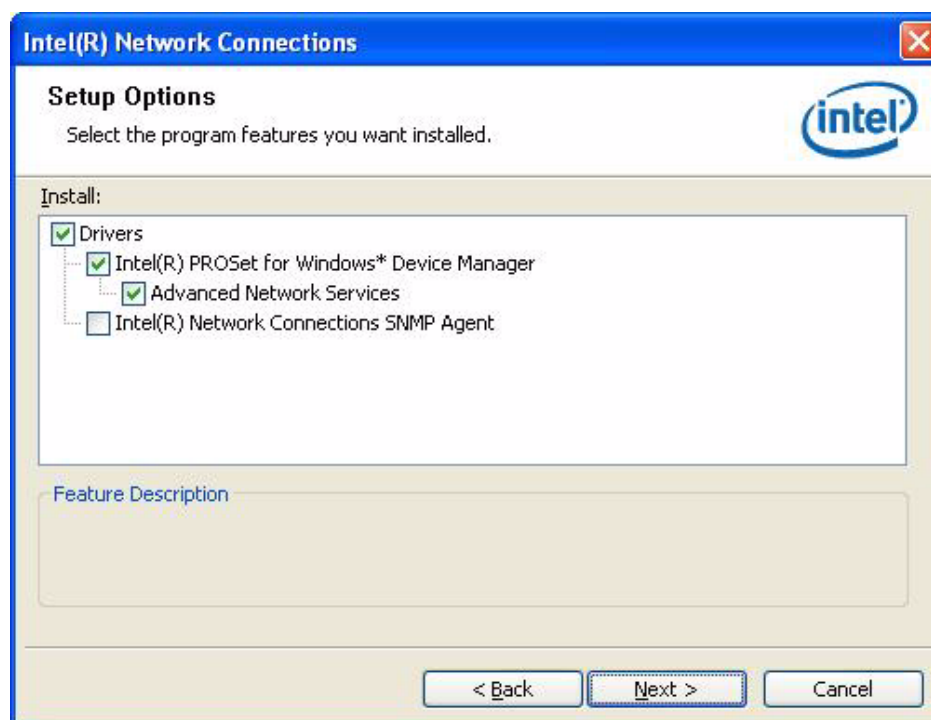 Intel(R) Network Connections
Setup Options
Select the program features you want installed.
intel
Install:
Drivers
Intel(R) PROSet for Windows* Device Manager
Advanced Network Services
Intel(R) Network Connections SNMP Agent
Feature Description
< Back
Next >
Cancel